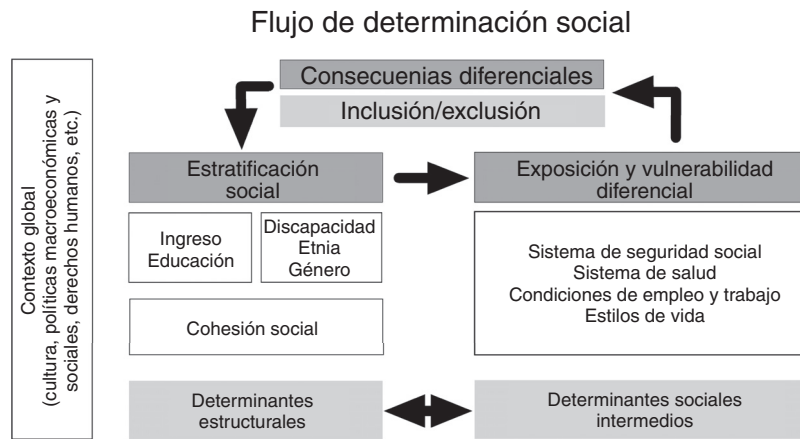 Flujo de determinación social
Contexto global
(cultura, políticas macroeconómicas y
sociales, derechos humanos, etc.)
Consecuenias diferenciales
Inclusión/exclusión
Estratificación
social
Exposición y vulnerabilidad
diferencial
Ingreso
Educación
Discapacidad
Etnia
Género
Cohesión social
Sistema de seguridad social
Sistema de salud
Condiciones de empleo y trabajo
Estilos de vida
Determinantes
estructurales
Determinantes sociales
intermedios